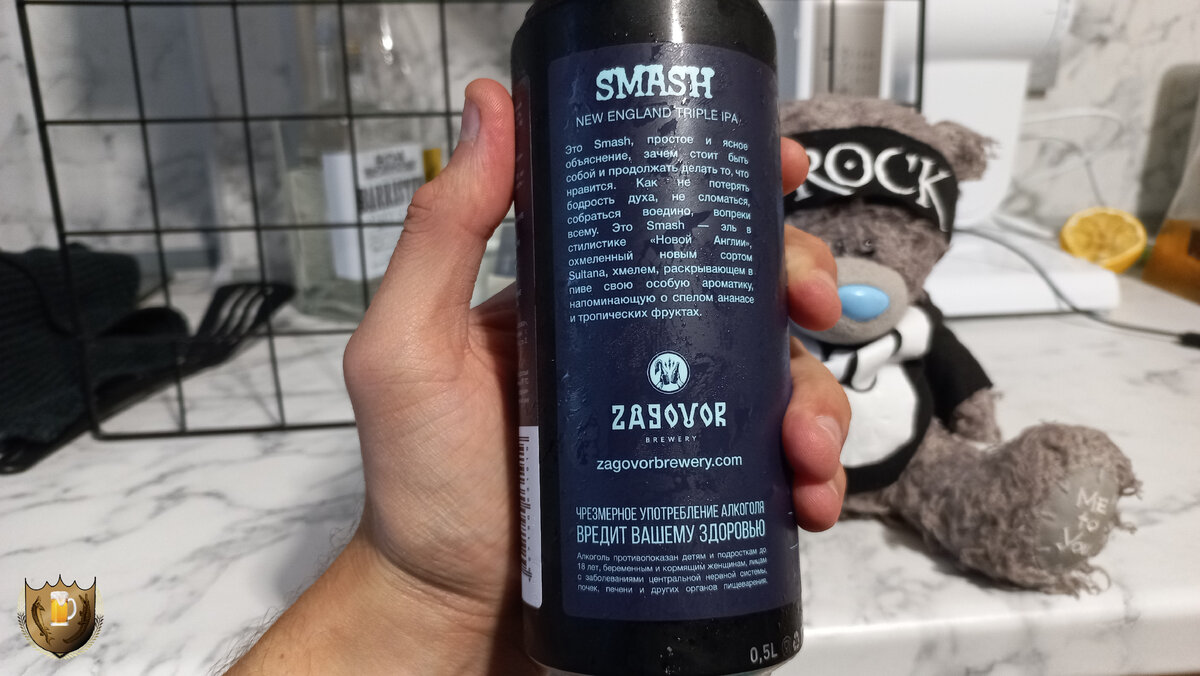 SMASH
NEW ENGLAND TRIPLE IPA
Это Smash, простое и ясное
объяснение, зачем стоит быть
собой и продолжать делать то, что
нравится. Как не потерять
бодрость духа, не сломаться,
собраться воедино, вопреки
всему. Это Smash — эль в
стилистике «Новой Англии»,
охмеленный новым сортом
Sultana, хмелем, раскрывающем в
пиве свою особую ароматику,
напоминающую о спелом ананасе
и тропических фруктах.
ZAGOVOR
BREWERY
zagovorbrewery.com
ЧРЕЗМЕРНОЕ УПОТРЕБЛЕНИЕ АЛКОГОЛЯ
ВРЕДИТ ВАШЕМУ ЗДОРОВЬЮ
Алкоголь противопоказан детям и подросткам до
18 лет, беременным и кормящим женщинам, лицам
с заболеваниями центральной нервной системы,
почек, печени и других органов пищеварения.
0,5L
ROCK
Me
to
You